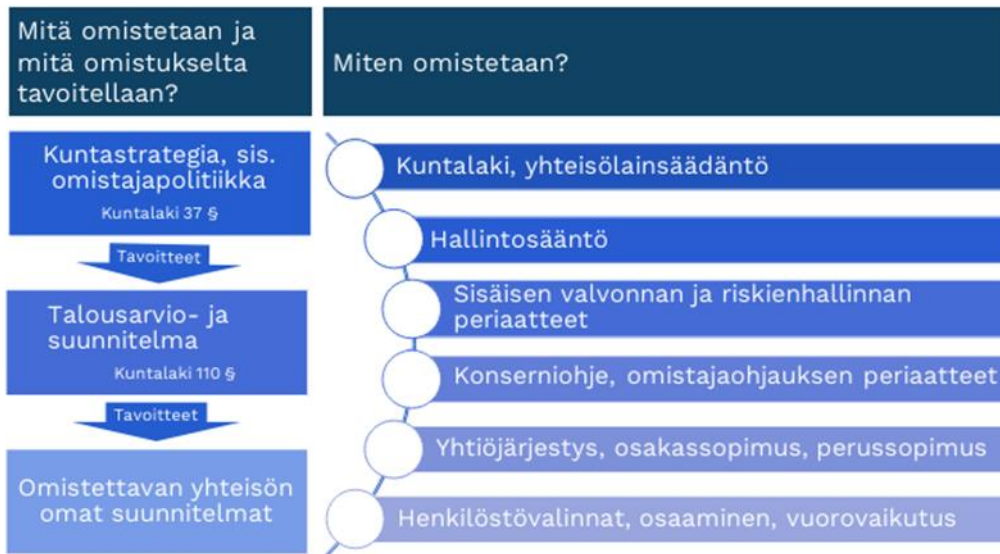 Mitä omistetaan ja
mitä omistukselta
tavoitellaan?
Kuntastrategia, sis.
omistajapolitiikka
Kuntalaki 37 §
Tavoitteet
Talousarvio- ja
suunnitelma
Kuntalaki 110 §
Tavoitteet
Omistettavan yhteisön
omat suunnitelmat
Miten omistetaan?
Kuntalaki, yhteisölainsäädäntö
Hallintosääntö
Sisäisen valvonnan ja riskienhallinnan
periaatteet
Konserniohje, omistajaohjauksen periaatteet
Yhtiöjärjestys, osakassopimus, perussopimus
Henkilöstövalinnat, osaaminen, vuorovaikutus